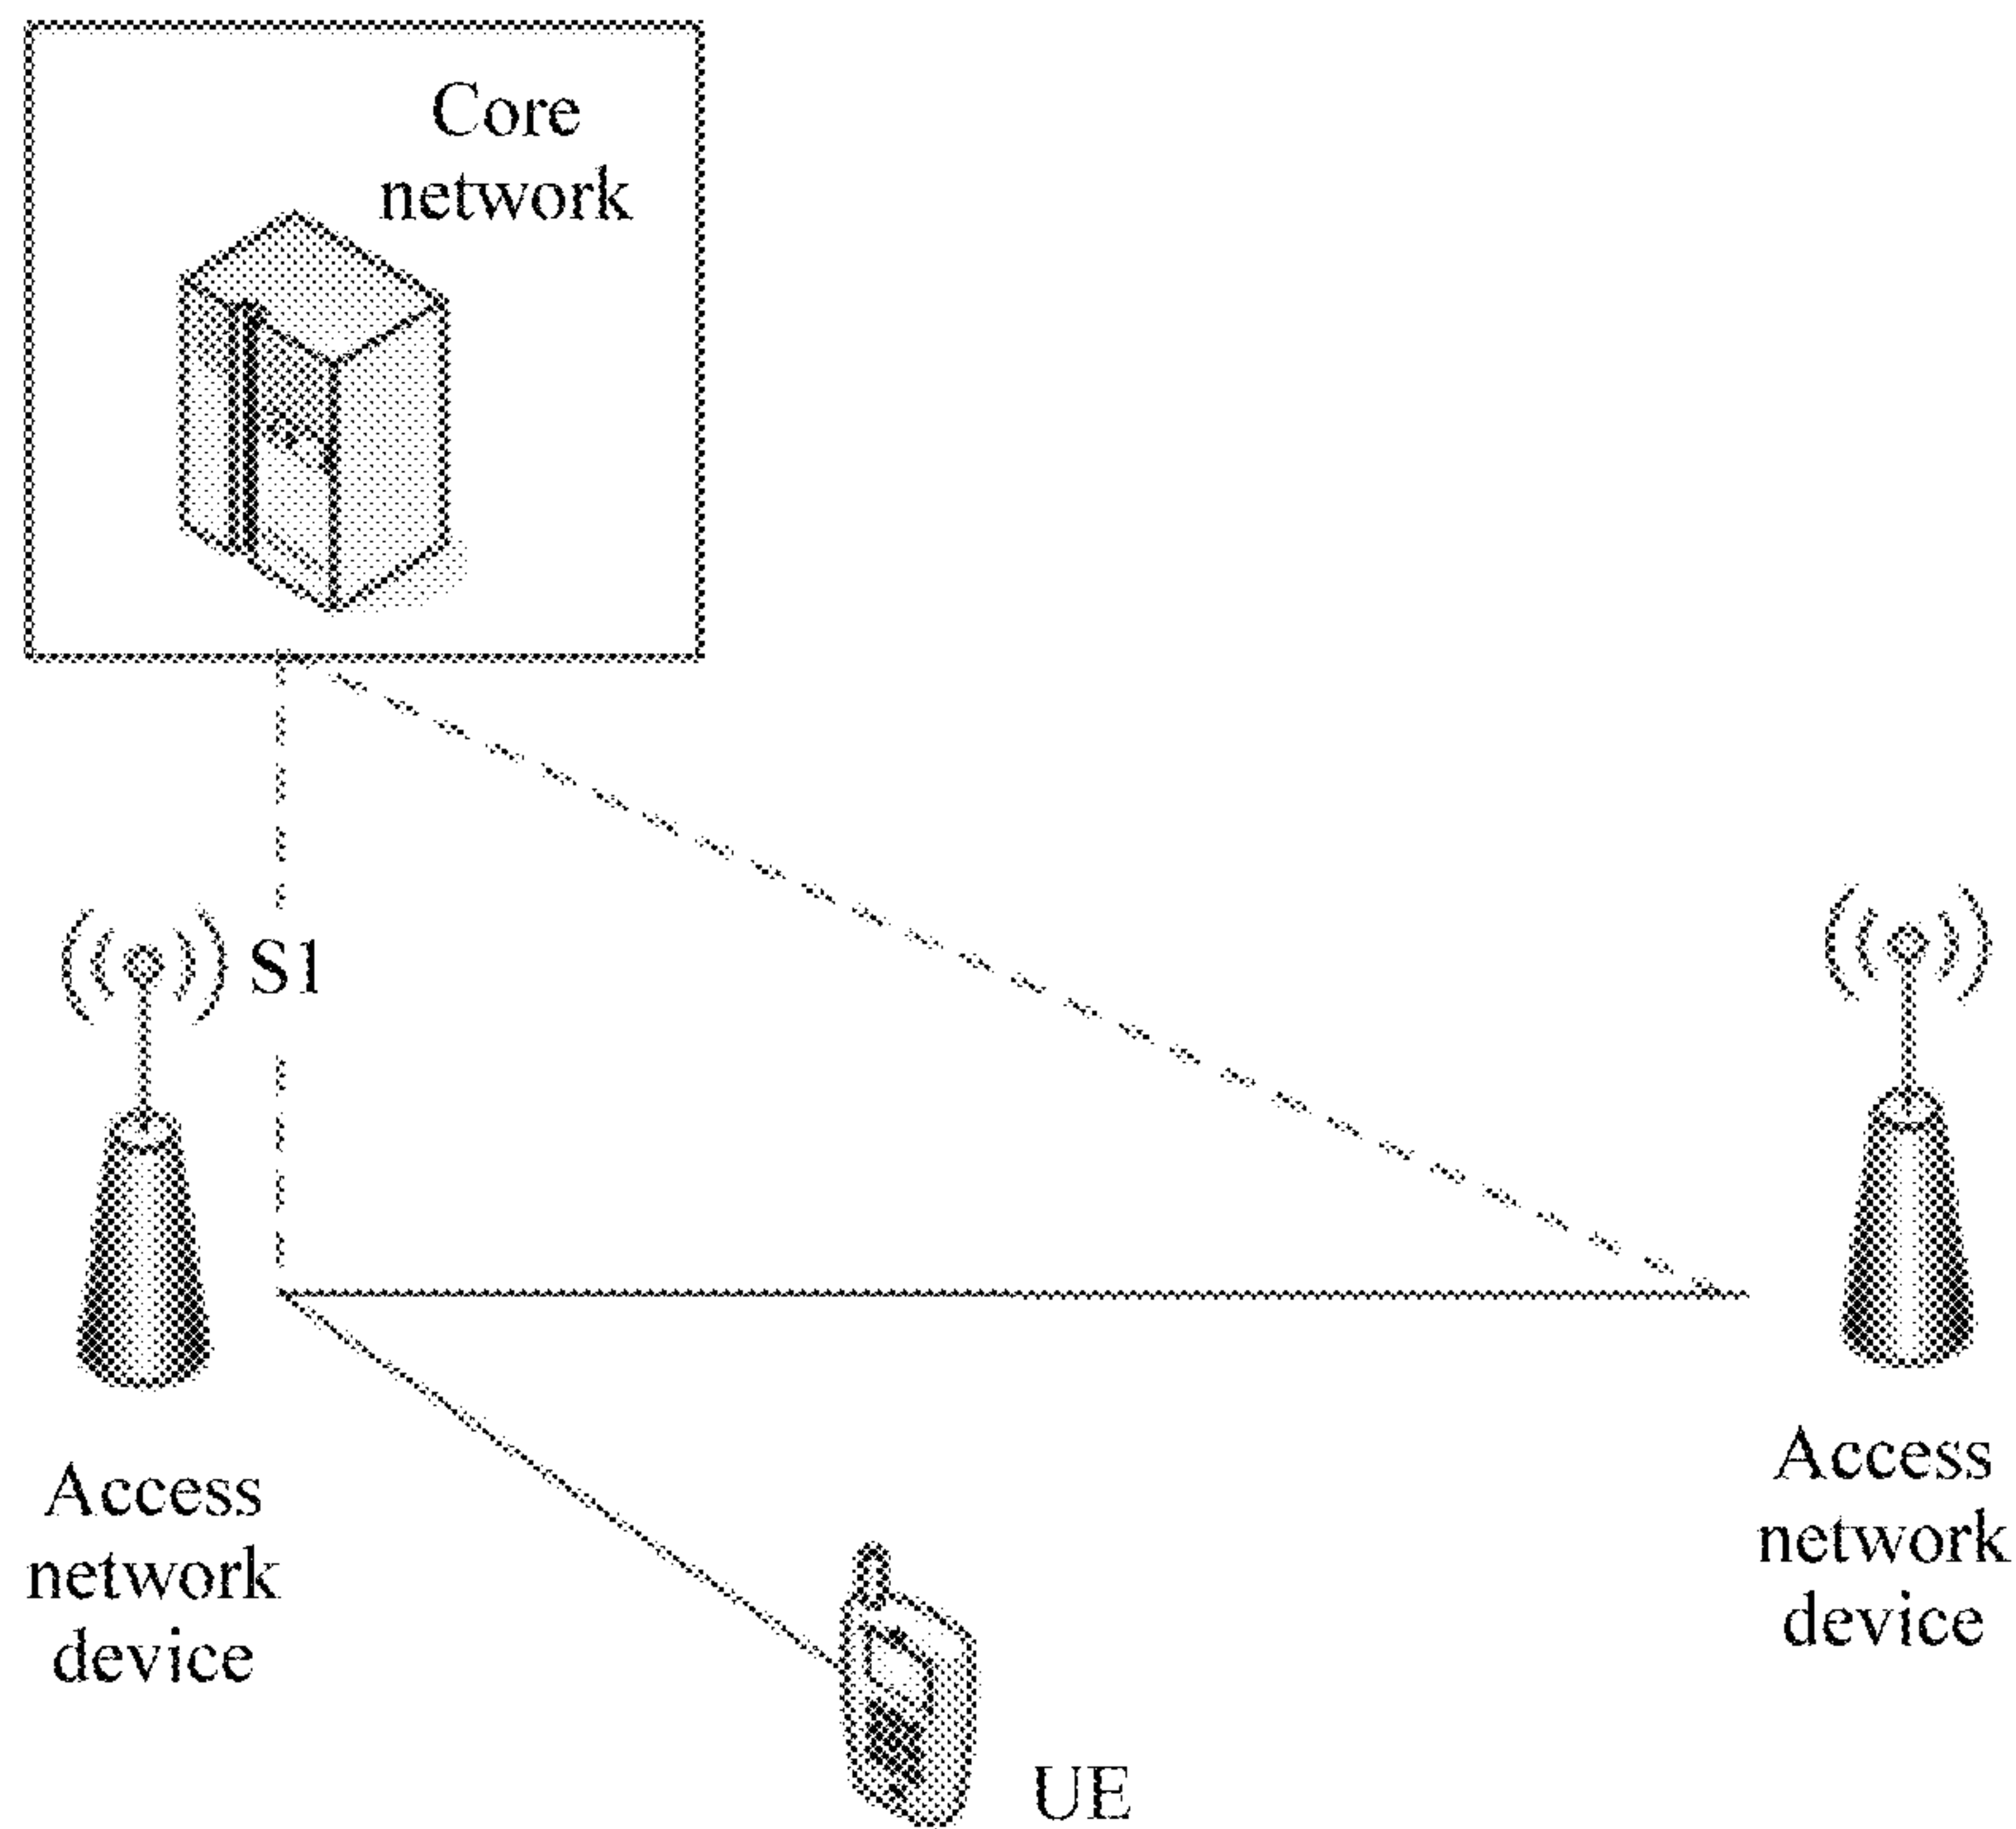 Core
network
S1
Access
network
device
Access
network
device
UE